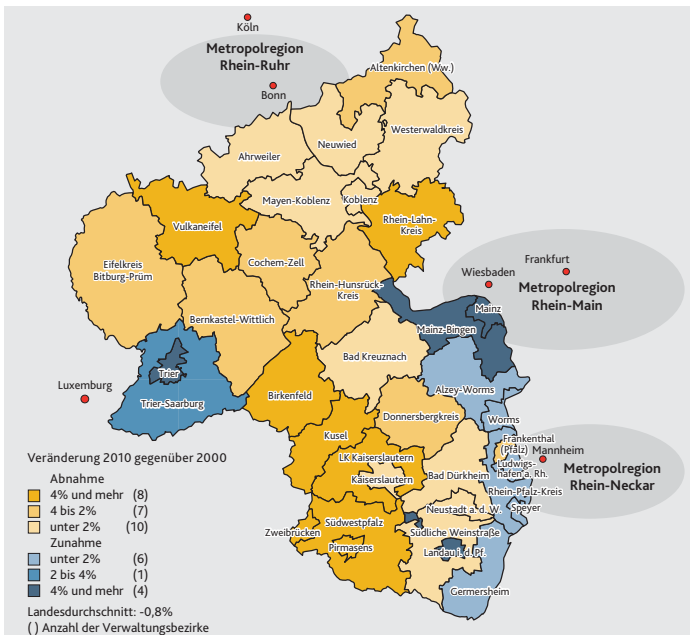 Köln
Metropolregion
Rhein-Ruhr
Bonn
Altenkirchen (Ww.)
Westerwaldkreis
Neuwied
Ahrweiler
Mayen-Koblenz
Koblenz
Rhein-Lahn-
Kreis
Vulkaneifel
Cochem-Zell
Eifelkreis
Bitburg-Prüm
Rhein-Hunsrück-
Kreis
Bernkastel-Wittlich
Frankfurt
Wiesbaden
Metropolregion
Rhein-Main
Mainz
Mainz-Bingen
Bad Kreuznach
Trier
Trier-Saarburg
Luxemburg
Alzey-Worms
Birkenfeld
Donnersbergkreis
Worms
Kusel
Frankenthal
(Pfalz)
Mannheim
LK Kaiserslautern
Kaiserslautern
Bad Dürkheim
Ludwigs-
hafen a. Rh.
Metropolregion
Rhein-Neckar
Rhein-Pfalz-Kreis
Neustadt a. d. W.
Speyer
Südwestpfalz
Zweibrücken
Pirmasens
Südliche Weinstraße
Landau i. d. Pf.
Germersheim
Veränderung 2010 gegenüber 2000
Abnahme
4% und mehr (8)
4 bis 2% (7)
unter 2% (10)
Zunahme
unter 2% (6)
2 bis 4% (1)
4% und mehr (4)
Landesdurchschnitt: -0,8%
( ) Anzahl der Verwaltungsbezirke